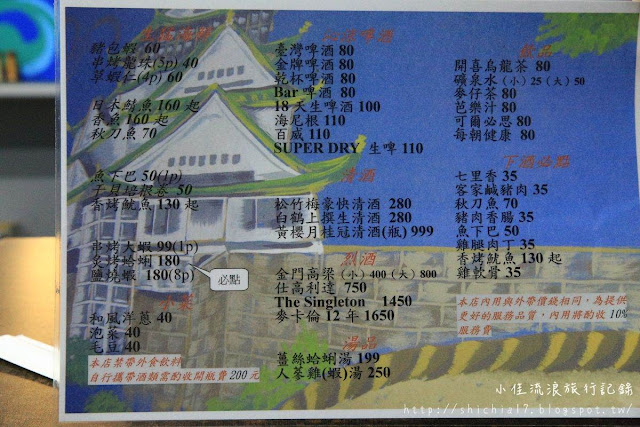 豬包蝦 60
串烤龍珠(3p) 40
草蝦仁(4p) 60
日本鯖魚 160 起
香魚 160 起
秋刀魚 70
魚下巴 50(1p)
干貝培根卷 50
香烤魷魚 130 起
串烤大蝦 99(1p)
炙烤蛤蜊 180
鹽燒蝦 180(8p)
必點
和風洋蔥 40
泡菜 40
毛豆 40
本店禁帶外食飲料
自行攜帶酒類需酌收開瓶費 200 元
啤酒
臺灣啤酒 80
金牌啤酒 80
乾杯啤酒 80
Bar 啤酒 80
18 天生啤酒 100
海尼根 110
百威 110
SUPER DRY 生啤 110
清酒
松竹梅豪快清酒 280
白鶴上撰生清酒 280
黃櫻月桂冠清酒(瓶) 999
烈酒
金門高梁 (小) 400 (大) 800
仕高利達 750
The Singleton 1450
麥卡倫 12 年 1650
湯品
薑絲蛤蜊湯 199
人蔘雞(蝦)湯 250
飲品
開喜烏龍茶 80
礦泉水 (小) 25 (大) 50
麥仔茶 80
芭樂汁 80
可爾必思 80
每朝健康 80
下酒必點
七里香 35
客家鹹豬肉 35
秋刀魚 70
豬肉香腸 35
魚下巴 50
雞腿肉丁 35
香烤魷魚 130 起
雞軟骨 35
本店內用與外帶價錢相同，為提供
更好的服務品質，內用將酌收 10%
服務費
小佳流浪旅行記錄
http://shichia17.blogspot.tw/